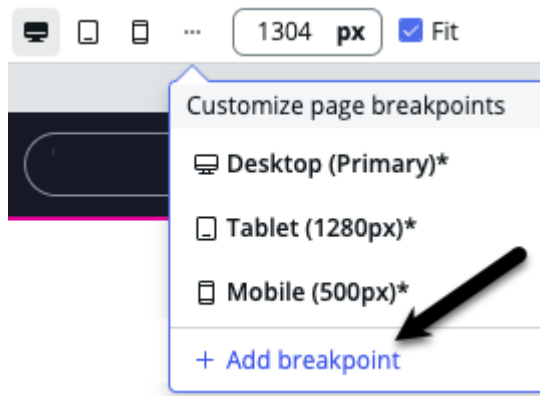 1304 px Fit
Customize page breakpoints
Desktop (Primary)*
Tablet (1280px)*
Mobile (500px)*
+ Add breakpoint